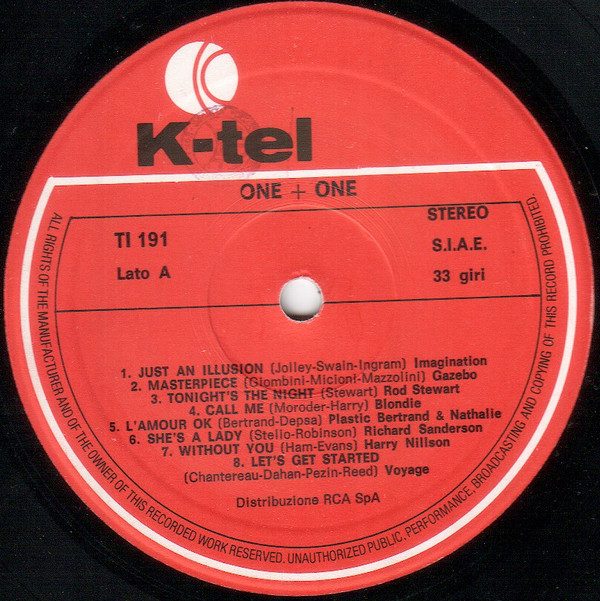 K-tel
ONE + ONE
TI 191
STEREO
S.I.A.E.
Lato A
33 giri
1. JUST AN ILLUSION (Jolley-Swain-Ingram) Imagination
2. MASTERPIECE (Giombini-Micioni-Mazzolini) Gazebo
3. TONIGHT'S THE NIGHT (Stewart) Rod Stewart
4. CALL ME (Moroder-Harry) Blondie
5. L'AMOUR OK (Bertrand-Depsa) Plastic Bertrand & Nathalie
6. SHE'S A LADY (Stelio-Robinson) Richard Sanderson
7. WITHOUT YOU (Ham-Evans) Harry Nillson
8. LET'S GET STARTED
(Chantereau-Dahan-Pezin-Reed) Voyage
Distribuzione RCA SpA
ALL RIGHTS OF THE MANUFACTURER AND OF THE OWNER OF THIS RECORDED WORK RESERVED. UNAUTHORIZED PUBLIC, PERFORMANCE, BROADCASTING AND COPYING OF THIS RECORD PROHIBITED.